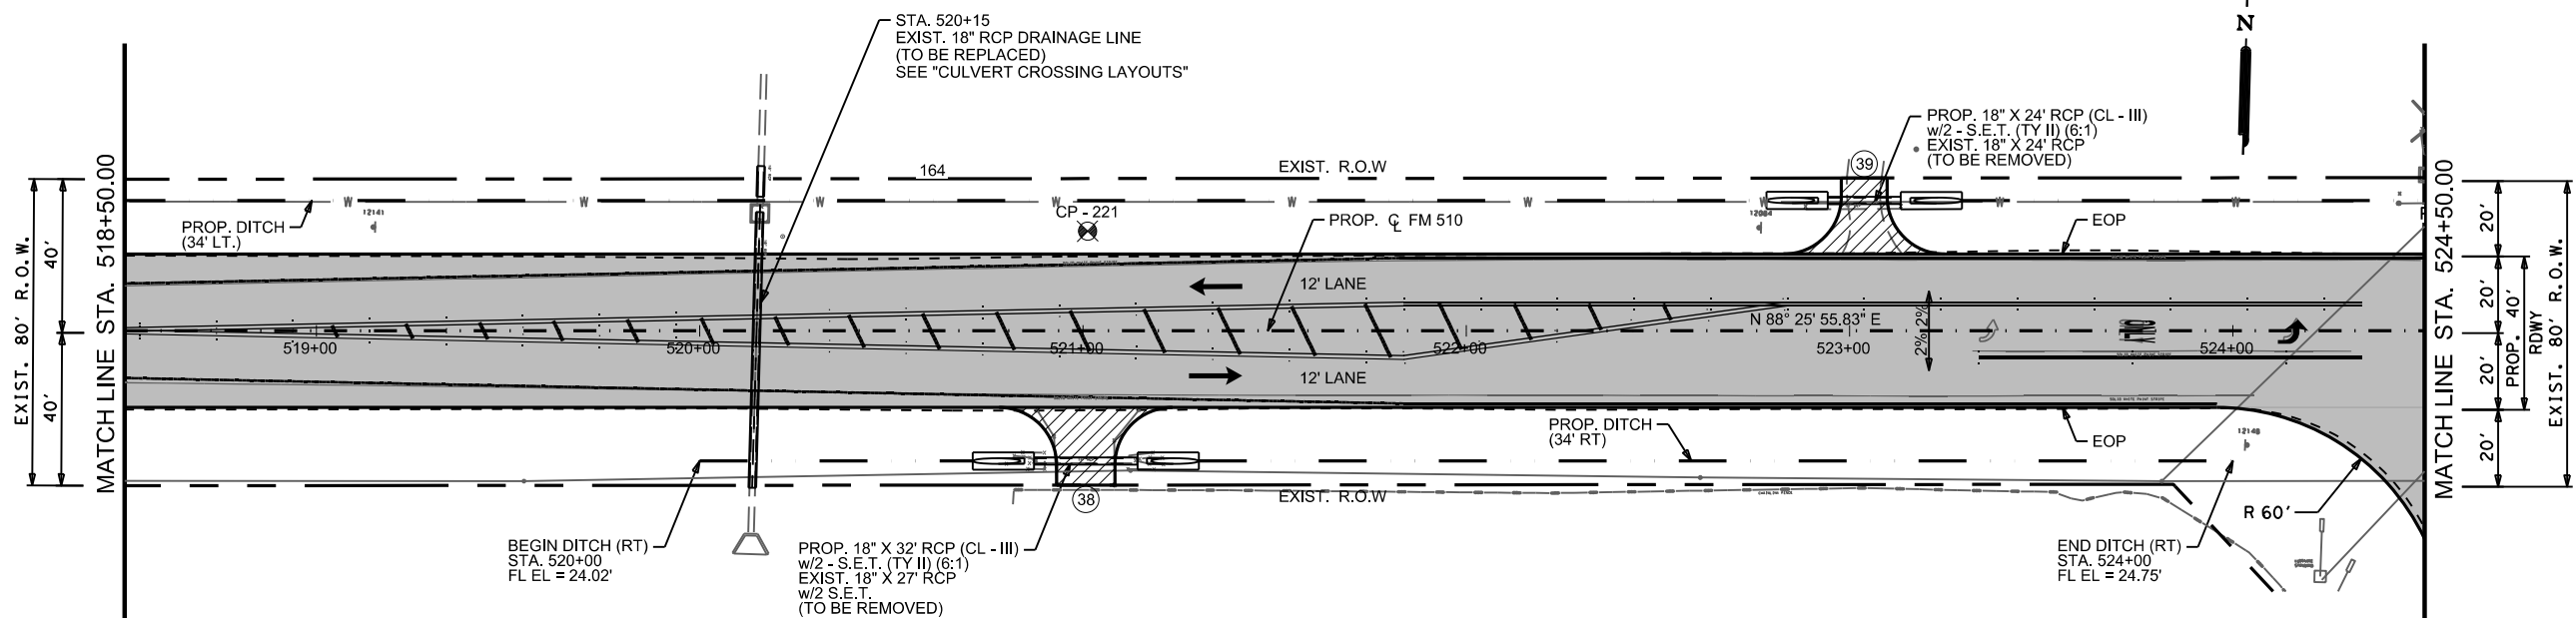 STA. 520+15
EXIST. 18" RCP DRAINAGE LINE
(TO BE REPLACED)
SEE "CULVERT CROSSING LAYOUTS"
N
PROP. 18" X 24' RCP (CL - III)
w/2 - S.E.T. (TY II) (6:1)
EXIST. 18" X 24' RCP
(TO BE REMOVED)
EXIST. 80' R.O.W.
40'
40'
MATCH LINE STA. 518+50.00
164
EXIST. R.O.W
39
W W W W W W W W
PROP. DITCH
(34' LT.)
12141
CP - 221
PROP. ℄ FM 510
12084
EOP
12' LANE
N 88° 25' 55.83" E
2% 2%
519+00
520+00
521+00
522+00
523+00
524+00
12' LANE
PROP. DITCH
(34' RT)
EOP
12148
38
EXIST. R.O.W
R 60'
BEGIN DITCH (RT)
STA. 520+00
FL EL = 24.02'
PROP. 18" X 32' RCP (CL - III)
w/2 - S.E.T. (TY II) (6:1)
EXIST. 18" X 27' RCP
w/2 S.E.T.
(TO BE REMOVED)
END DITCH (RT)
STA. 524+00
FL EL = 24.75'
MATCH LINE STA. 524+50.00
20'
20'
20'
20'
PROP. 40'
RDWY
EXIST. 80' R.O.W.